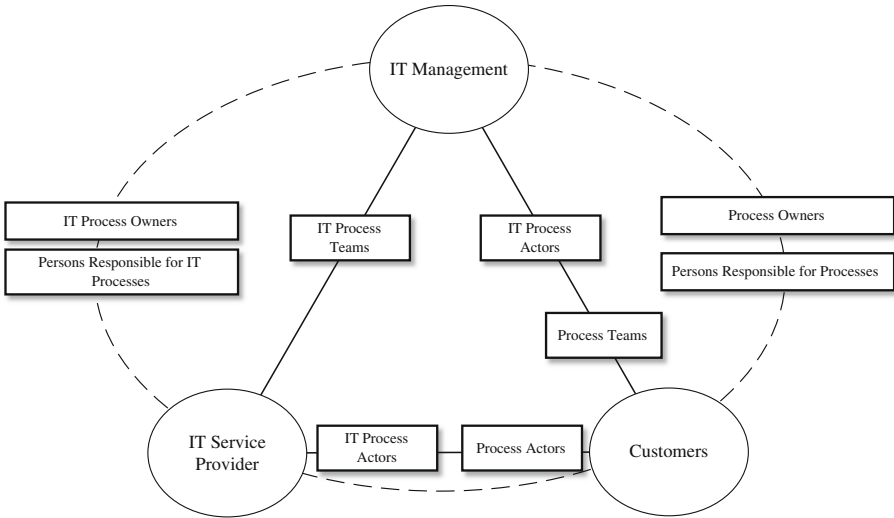 IT Management
IT Process Owners
Persons Responsible for IT
Processes
IT Process
Teams
IT Process
Actors
Process Owners
Persons Responsible for Processes
Process Teams
IT Service
Provider
IT Process
Actors
Process Actors
Customers